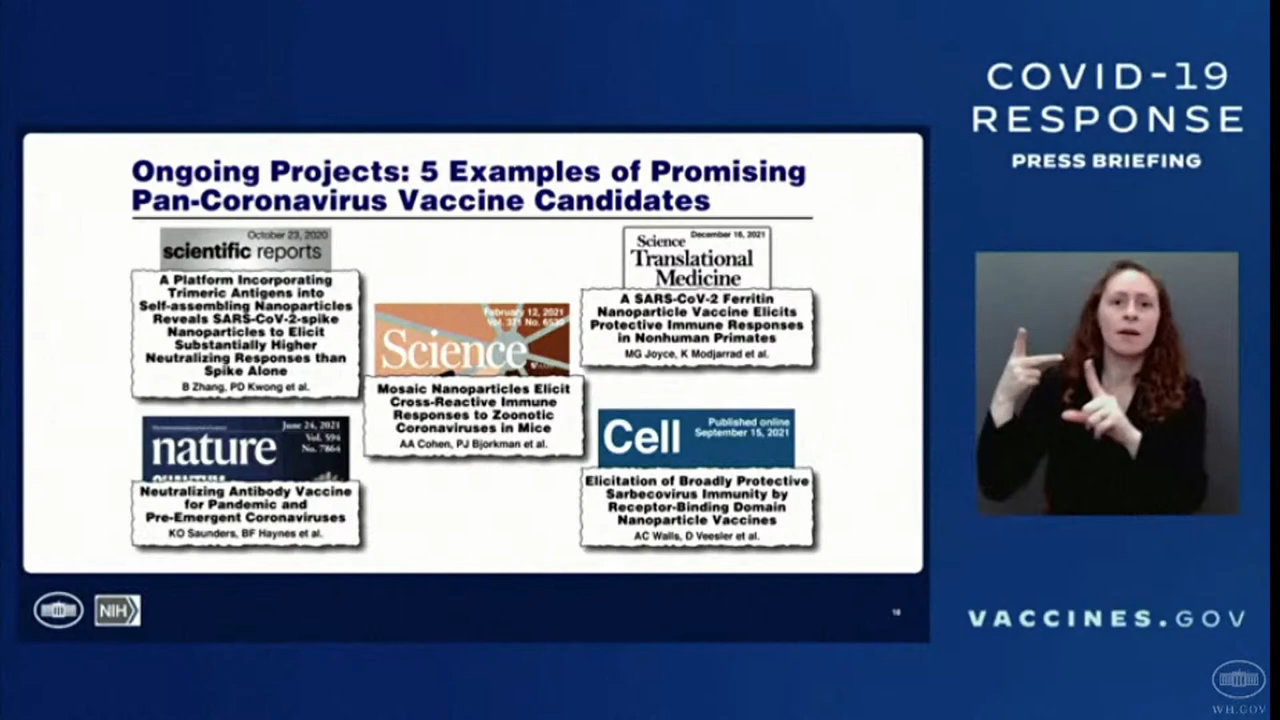 COVID-19
RESPONSE
PRESS BRIEFING
Ongoing Projects: 5 Examples of Promising
Pan-Coronavirus Vaccine Candidates
October 23, 2020
scientific reports
A Platform Incorporating
Trimeric Antigens into
Self-assembling Nanoparticles
Reveals SARS-CoV-2-spike
Nanoparticles to Elicit
Substantially Higher
Neutralizing Responses than
Spike Alone
B Zhang, PD Kwong et al.
June 24, 2021
Vol. 594
No. 7864
nature
QUANTUM
Neutralizing Antibody Vaccine
for Pandemic and
Pre-Emergent Coronaviruses
KO Saunders, BF Haynes et al.
February 12, 2021
Vol. 371 No. 6530
Science
Mosaic Nanoparticles Elicit
Cross-Reactive Immune
Responses to Zoonotic
Coronaviruses in Mice
AA Cohen, PJ Bjorkman et al.
December 16, 2021
Science
Translational
Medicine
A SARS-CoV-2 Ferritin
Nanoparticle Vaccine Elicits
Protective Immune Responses
in Nonhuman Primates
MG Joyce, K Modjarrad et al.
Cell
Published online
September 15, 2021
Elicitation of Broadly Protective
Sarbecovirus Immunity by
Receptor-Binding Domain
Nanoparticle Vaccines
AC Walls, D Veesler et al.
NIH
VACCINES.GOV
WH.GOV